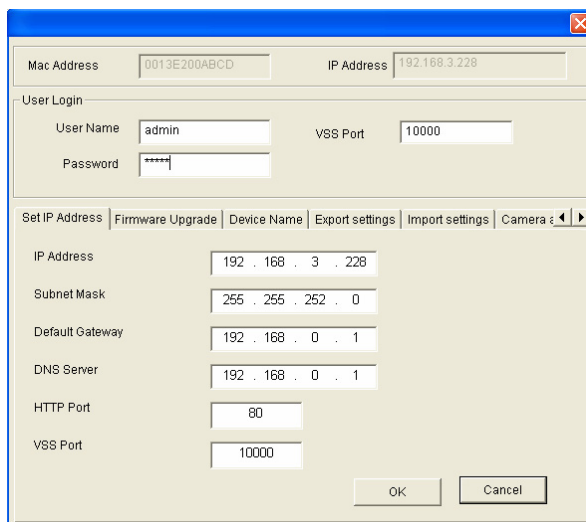 Mac Address 0013E200ABCD IP Address 192.168.3.228
User Login
User Name admin VSS Port 10000
Password *****
Set IP Address Firmware Upgrade Device Name Export settings Import settings Camera
IP Address 192 . 168 . 3 . 228
Subnet Mask 255 . 255 . 252 . 0
Default Gateway 192 . 168 . 0 . 1
DNS Server 192 . 168 . 0 . 1
HTTP Port 80
VSS Port 10000
OK Cancel